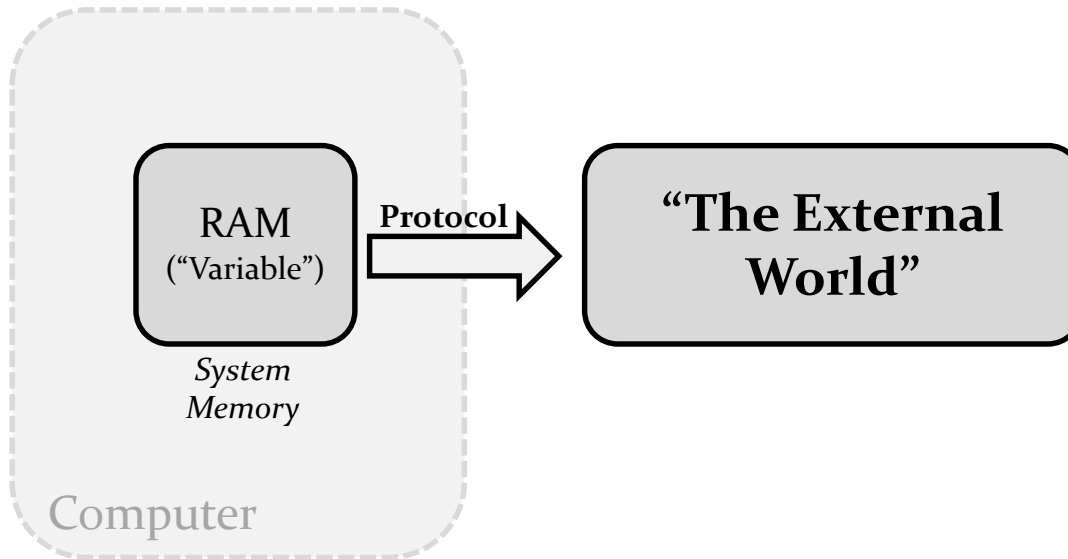 RAM
(“Variable”)
Protocol
“The External
World”
System
Memory
Computer